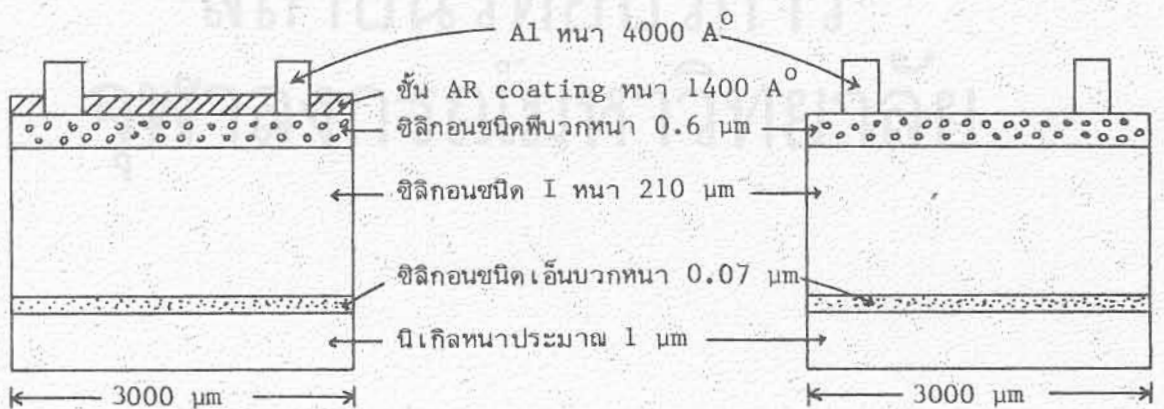 Al หนา 4000 A°
ชั้น AR coating หนา 1400 A°
ซิลิกอนชนิดพีบวกหนา 0.6 μm
ซิลิกอนชนิด I หนา 210 μm
ซิลิกอนชนิดเอ็นบวกหนา 0.07 μm
นิเกิลหนาประมาณ 1 μm
3000 μm
3000 μm